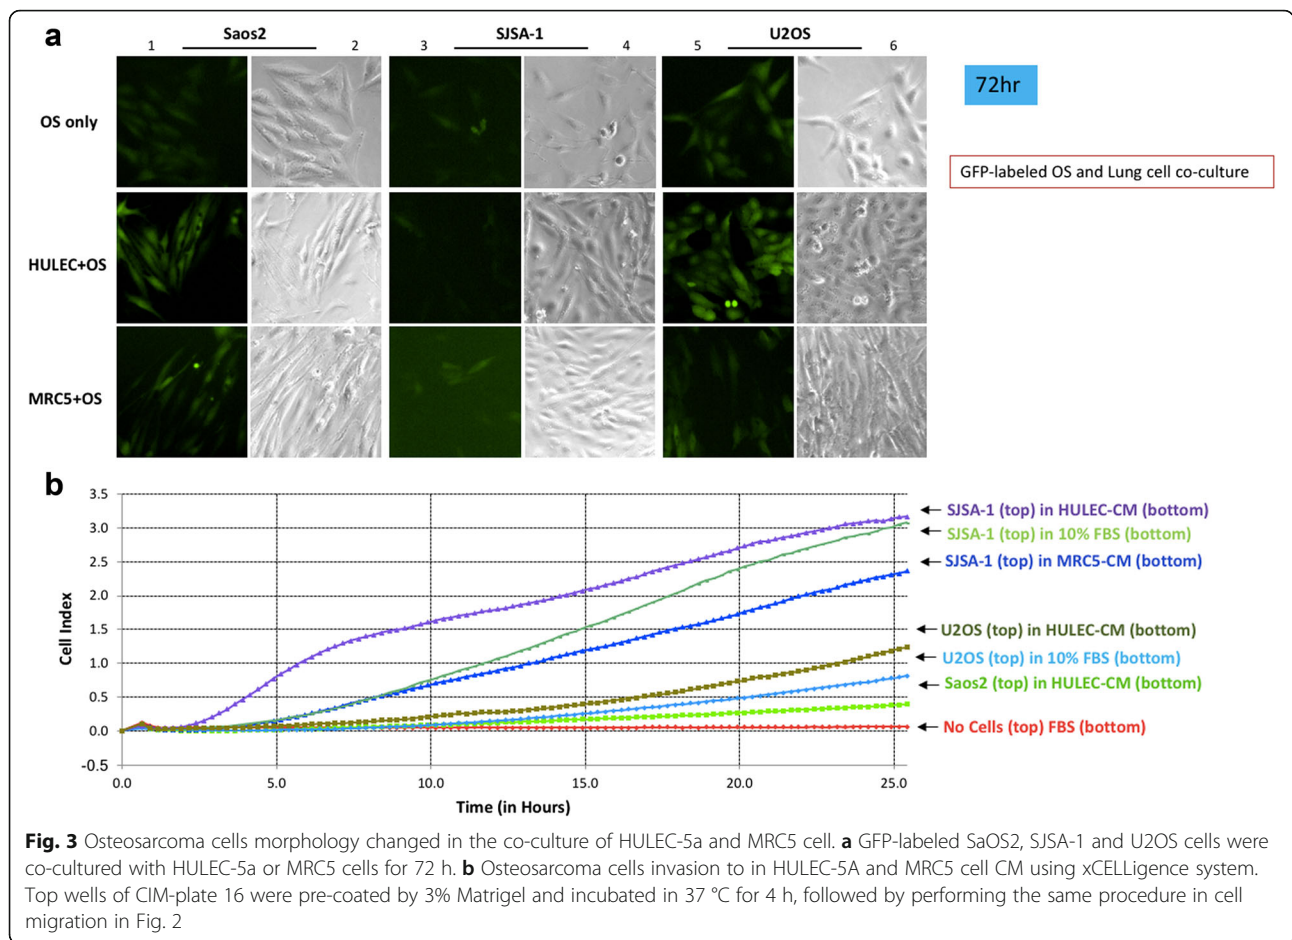 a
Saos2
SJSA-1
U2OS
1 2 3 4 5 6
OS only
HULEC+OS
MRC5+OS
72hr
GFP-labeled OS and Lung cell co-culture
b
3.5
3.0
2.5
2.0
1.5
1.0
0.5
0.0
-0.5
Cell Index
0.0 5.0 10.0 15.0 20.0 25.0
Time (in Hours)
SJSA-1 (top) in HULEC-CM (bottom)
SJSA-1 (top) in 10% FBS (bottom)
SJSA-1 (top) in MRC5-CM (bottom)
U2OS (top) in HULEC-CM (bottom)
U2OS (top) in 10% FBS (bottom)
Saos2 (top) in HULEC-CM (bottom)
No Cells (top) FBS (bottom)
Fig. 3 Osteosarcoma cells morphology changed in the co-culture of HULEC-5a and MRC5 cell. a GFP-labeled SaOS2, SJSA-1 and U2OS cells were
co-cultured with HULEC-5a or MRC5 cells for 72 h. b Osteosarcoma cells invasion to in HULEC-5A and MRC5 cell CM using xCELLigence system.
Top wells of CIM-plate 16 were pre-coated by 3% Matrigel and incubated in 37 °C for 4 h, followed by performing the same procedure in cell
migration in Fig. 2